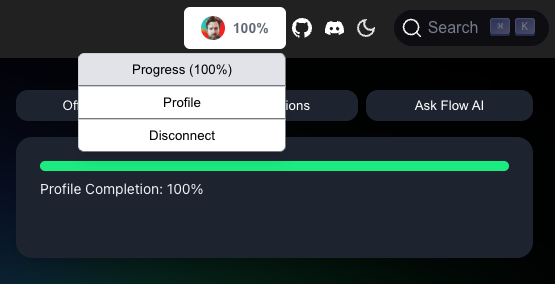 100%
Search ⌘ K
Progress (100%)
Profile
Disconnect
Ask Flow AI
Profile Completion: 100%